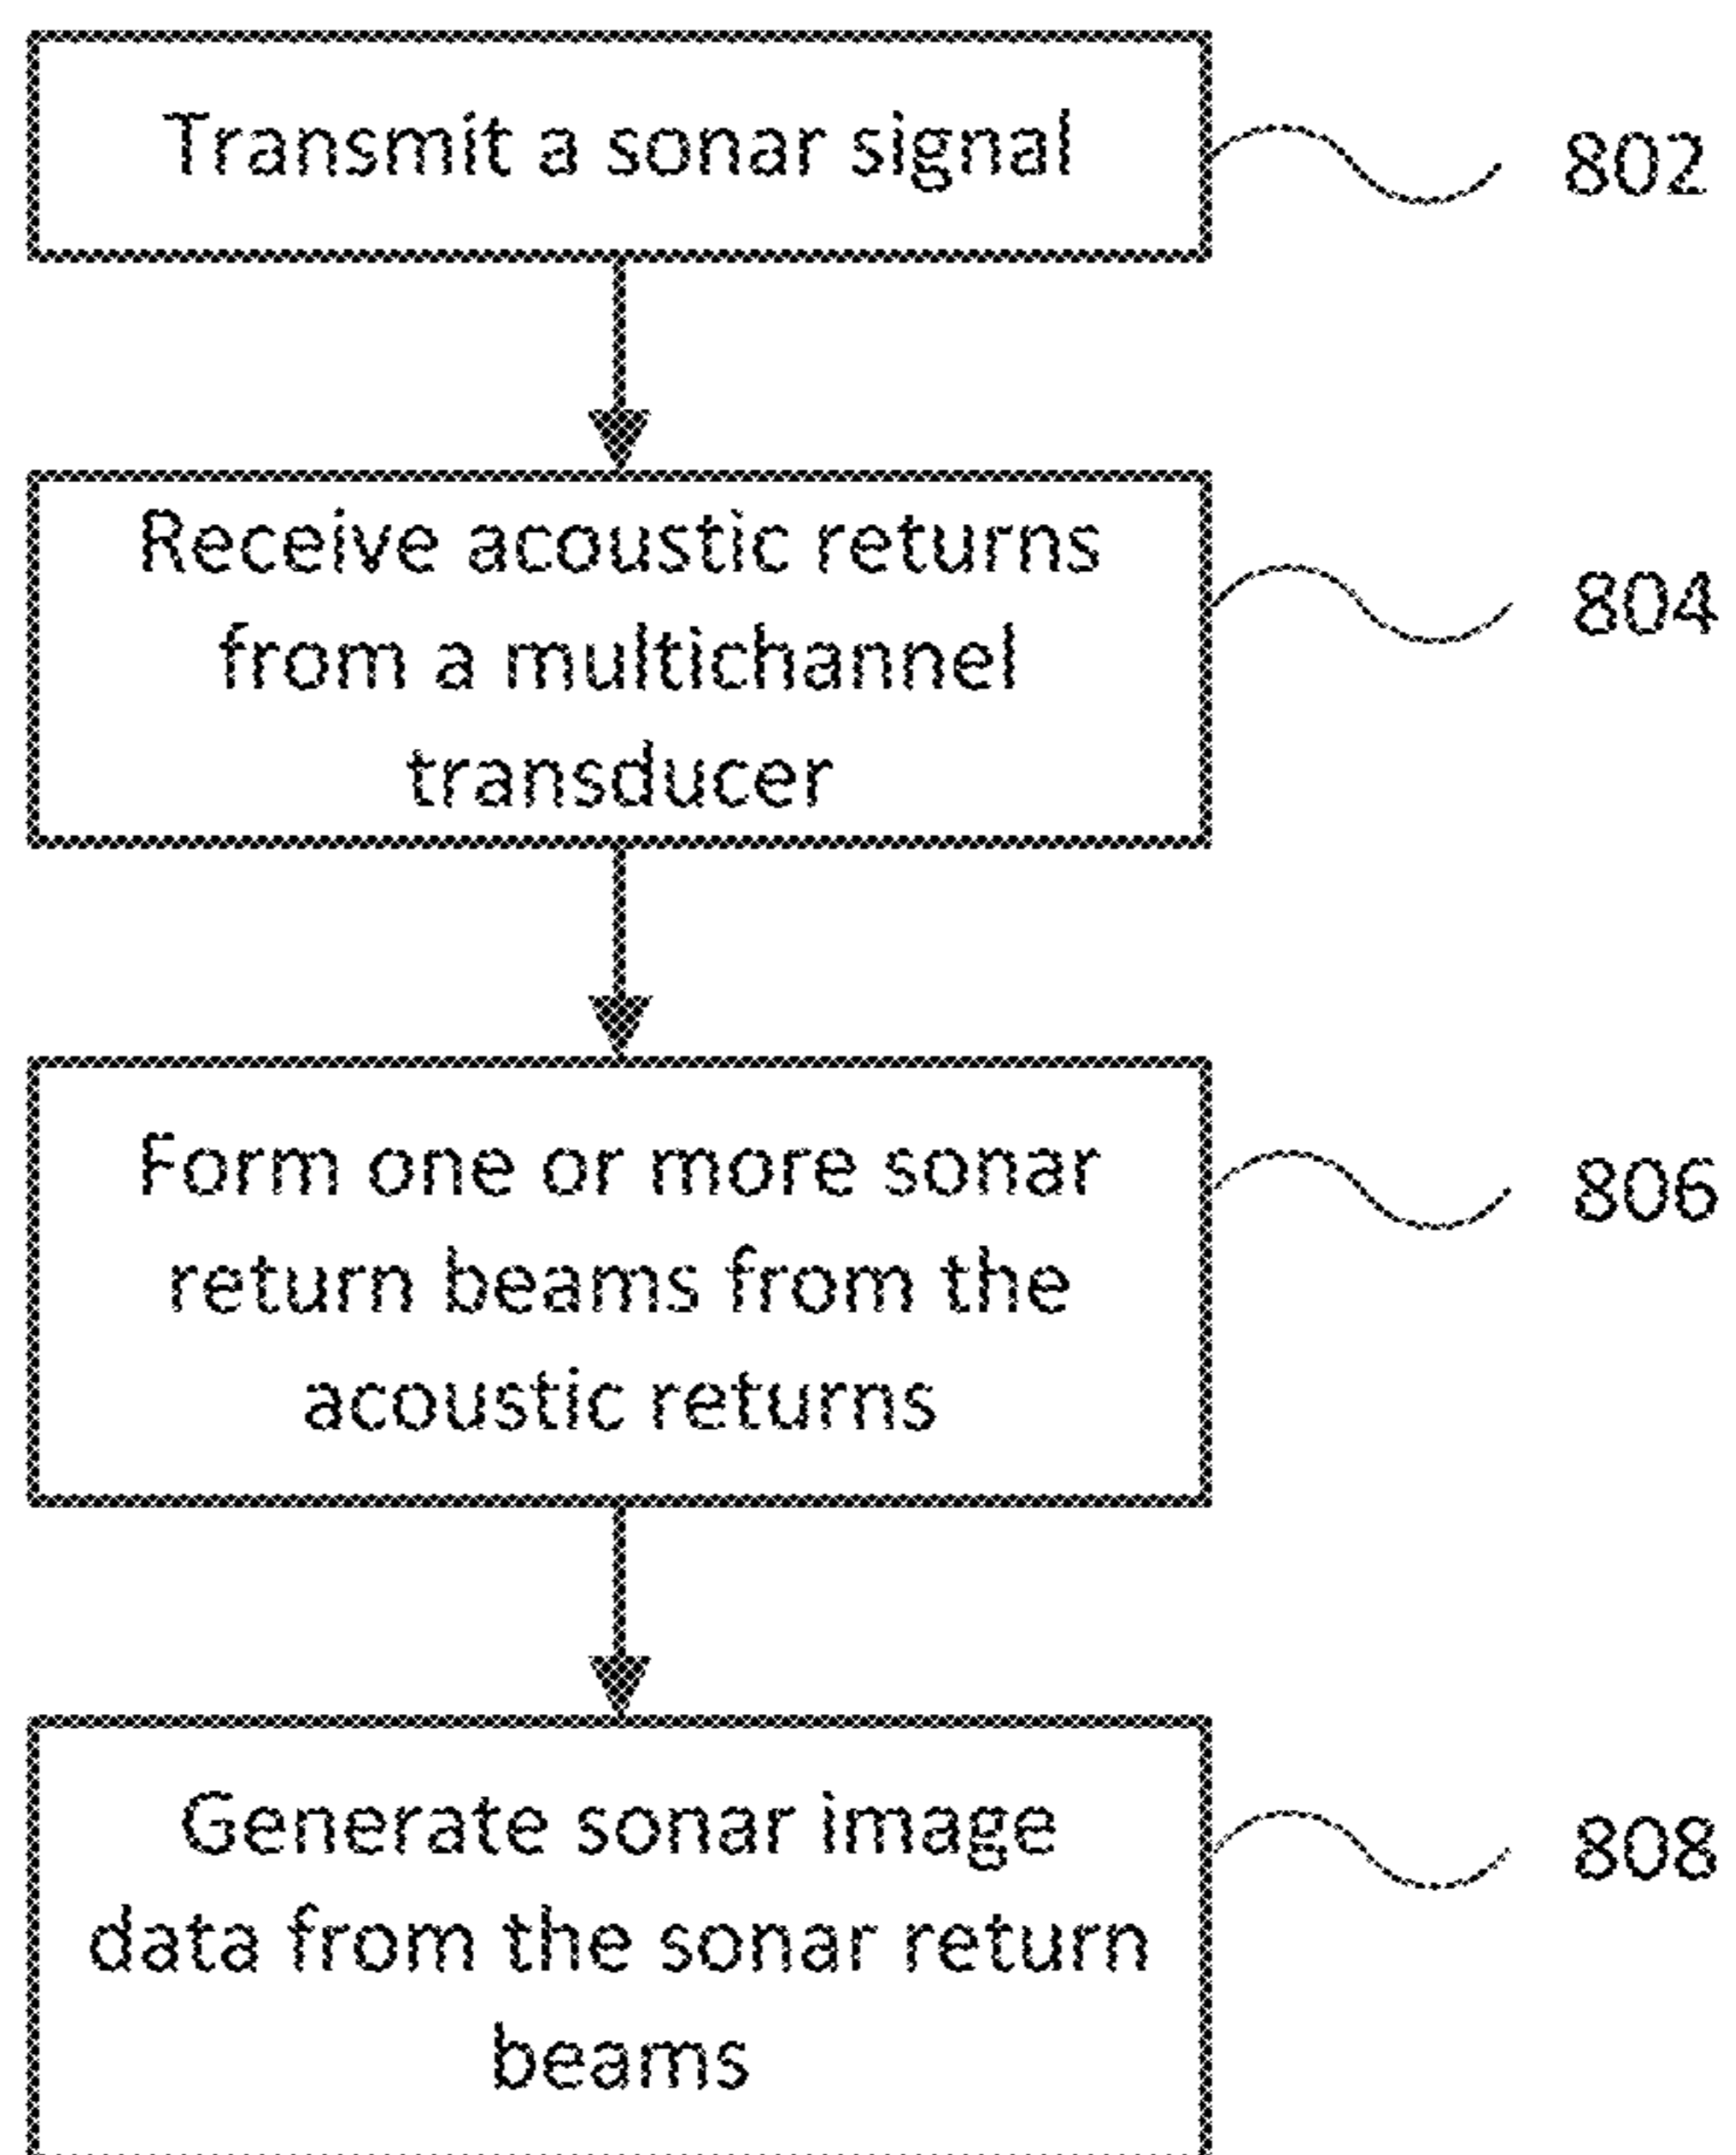 Transmit a sonar signal
802
Receive acoustic returns
from a multichannel
transducer
804
Form one or more sonar
return beams from the
acoustic returns
806
Generate sonar image
data from the sonar return
beams
808